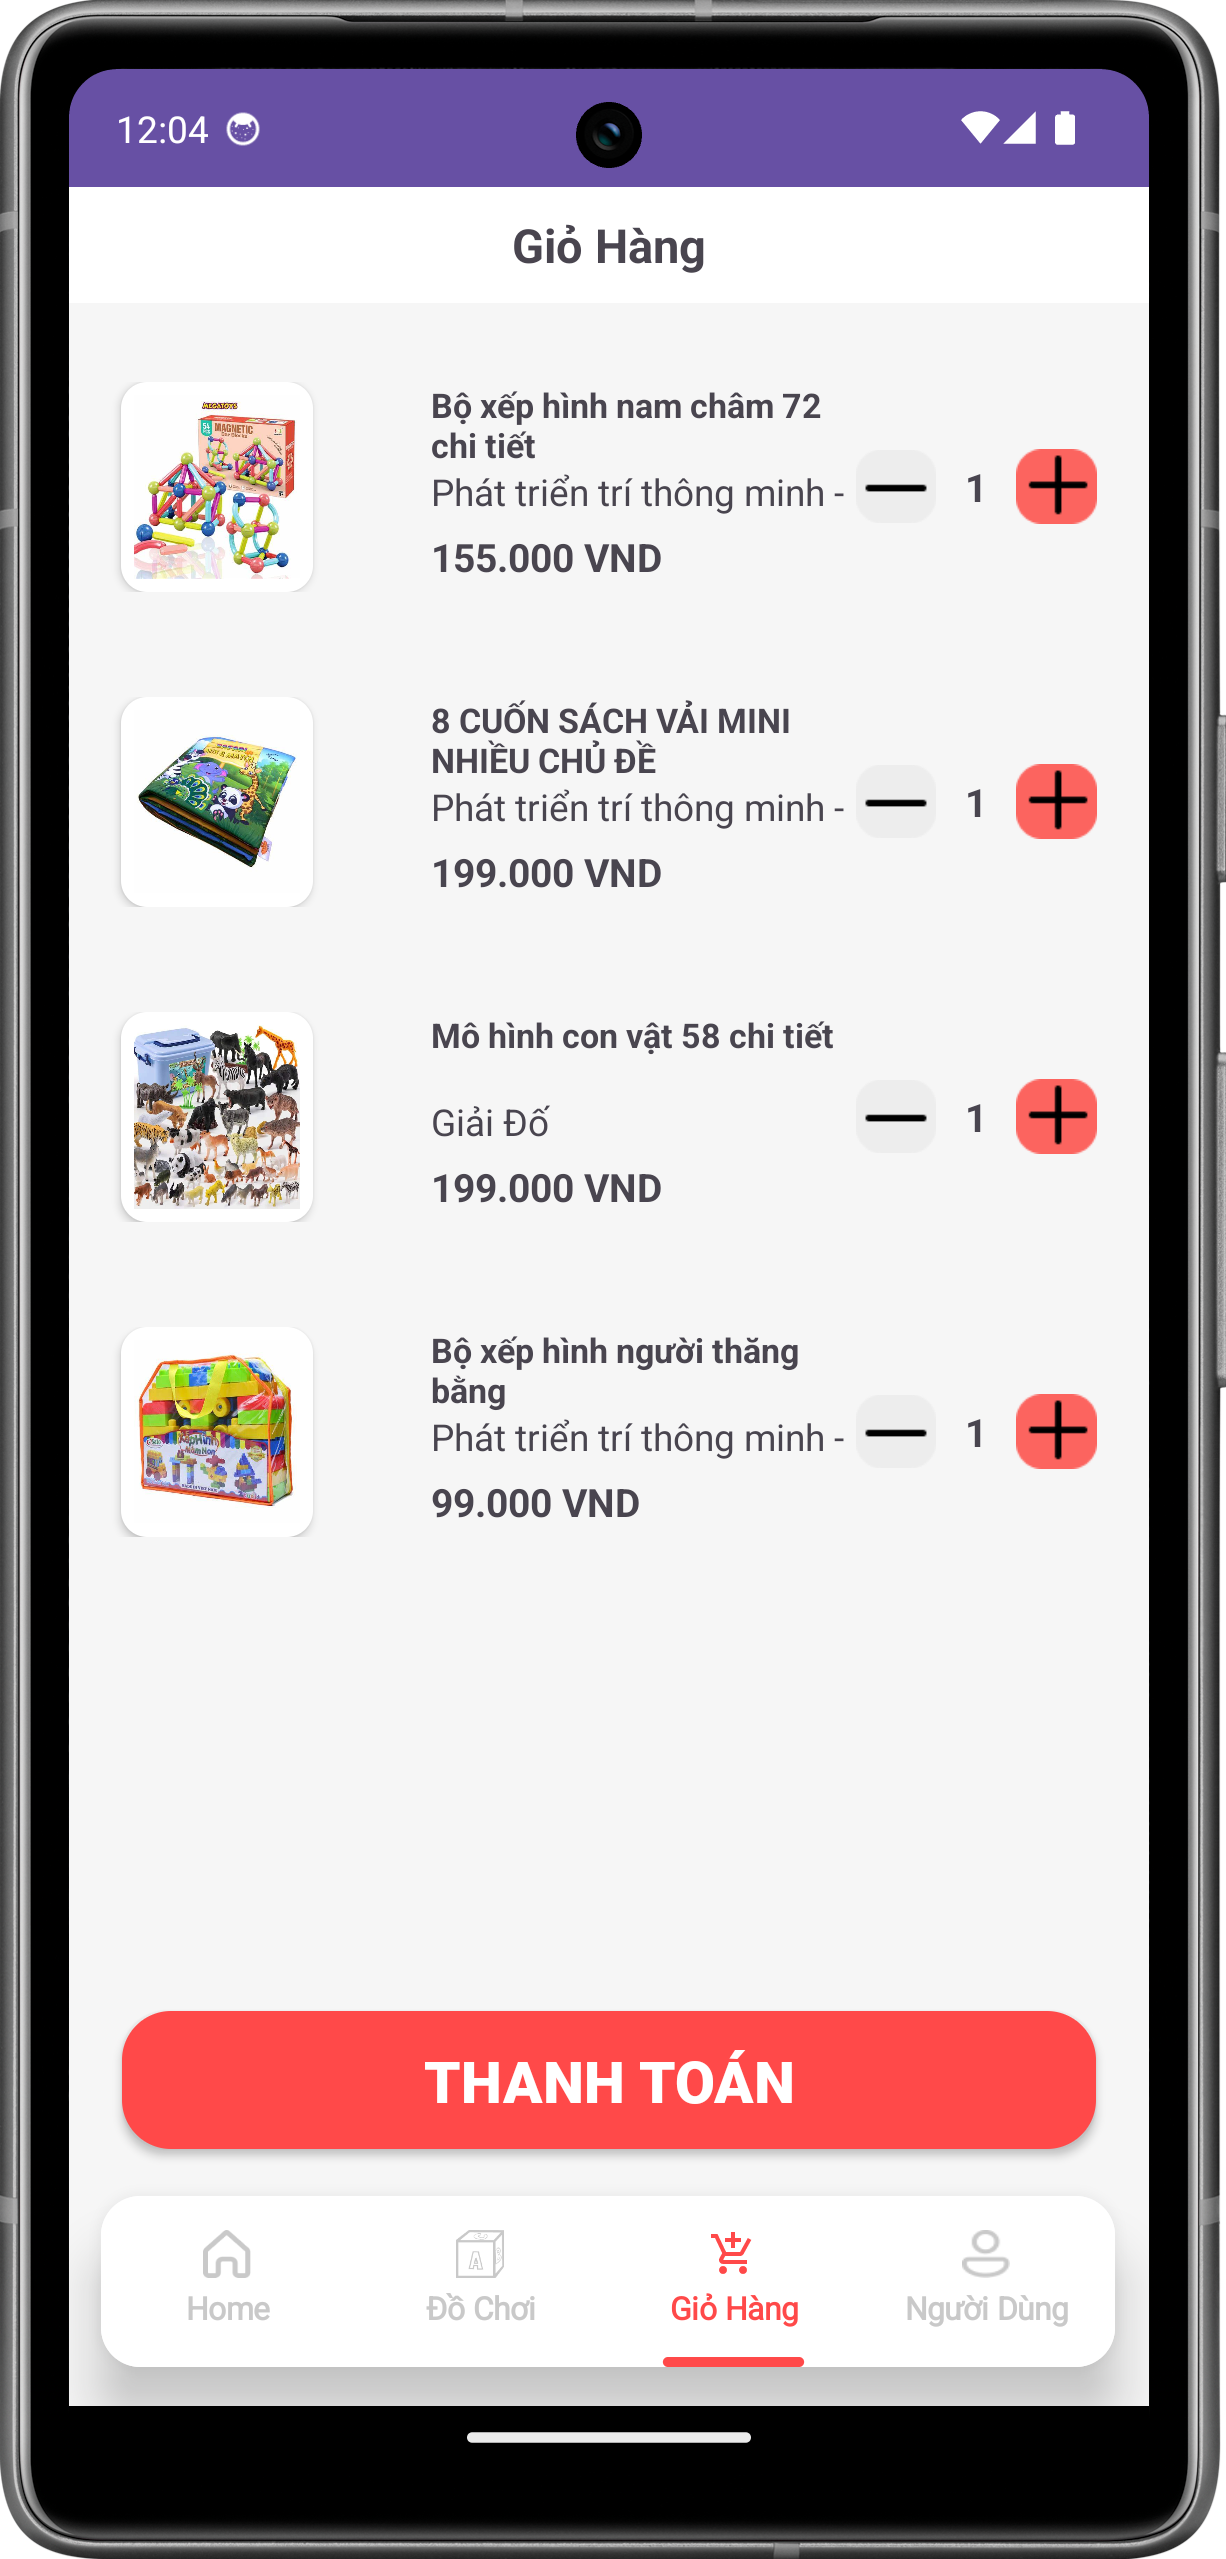 12:04
Giỏ Hàng
MEGATOYS
MAGNETIC
Bộ xếp hình nam châm 72
chi tiết
Phát triển trí thông minh -
1
155.000 VND
8 CUỐN SÁCH VẢI MINI
NHIỀU CHỦ ĐỀ
Phát triển trí thông minh -
1
199.000 VND
Mô hình con vật 58 chi tiết
Giải Đố
1
199.000 VND
Bộ xếp hình người thăng
bằng
Phát triển trí thông minh -
1
99.000 VND
THANH TOÁN
A
Home
Đồ Chơi
Giỏ Hàng
Người Dùng